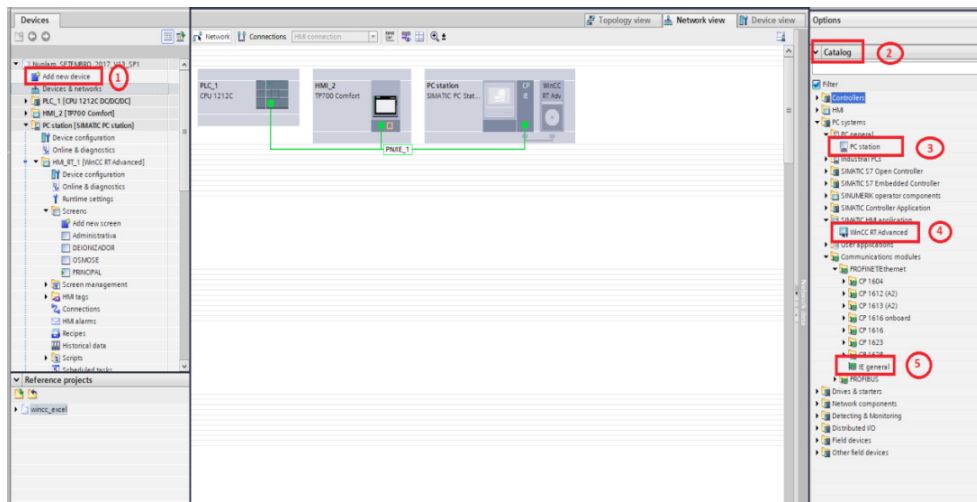 Devices
Topology view
Network view
Device view
Options
Network
Connections
HMI connection
Catalog
2
Filter
Add new device
1
Devices & networks
PLC_1 [CPU 1212C DC/DC/DC]
HMI_2 [TP700 Comfort]
PC station [SIMATIC PC station]
Device configuration
Online & diagnostics
HMI_RT_1 [WinCC RT Advanced]
Device configuration
Online & diagnostics
Runtime settings
Screens
Add new screen
Administrativa
DEIONIZADOR
OSMOSE
PRINCIPAL
Screen management
HMI tags
Connections
HMI alarms
Recipes
Historical data
Scripts
Scheduled tasks
Reference projects
wincc_excel
PLC_1
CPU 1212C
HMI_2
TP700 Comfort
PC station
SIMATIC PC Stat...
CP
IE
WinCC
RT Adv
PN/IE_1
Network data
Controllers
HMI
PC systems
PC general
PC station
3
Industrial PCs
SIMATIC S7 Open Controller
SIMATIC S7 Embedded Controller
SINUMERIK operator components
SIMATIC Controller Application
SIMATIC HMI application
WinCC RT Advanced
4
User applications
Communications modules
PROFINET/Ethernet
CP 1604
CP 1612 (A2)
CP 1613 (A2)
CP 1616 onboard
CP 1616
CP 1623
CP 1628
IE general
5
PROFIBUS
Drives & starters
Network components
Detecting & Monitoring
Distributed I/O
Field devices
Other field devices